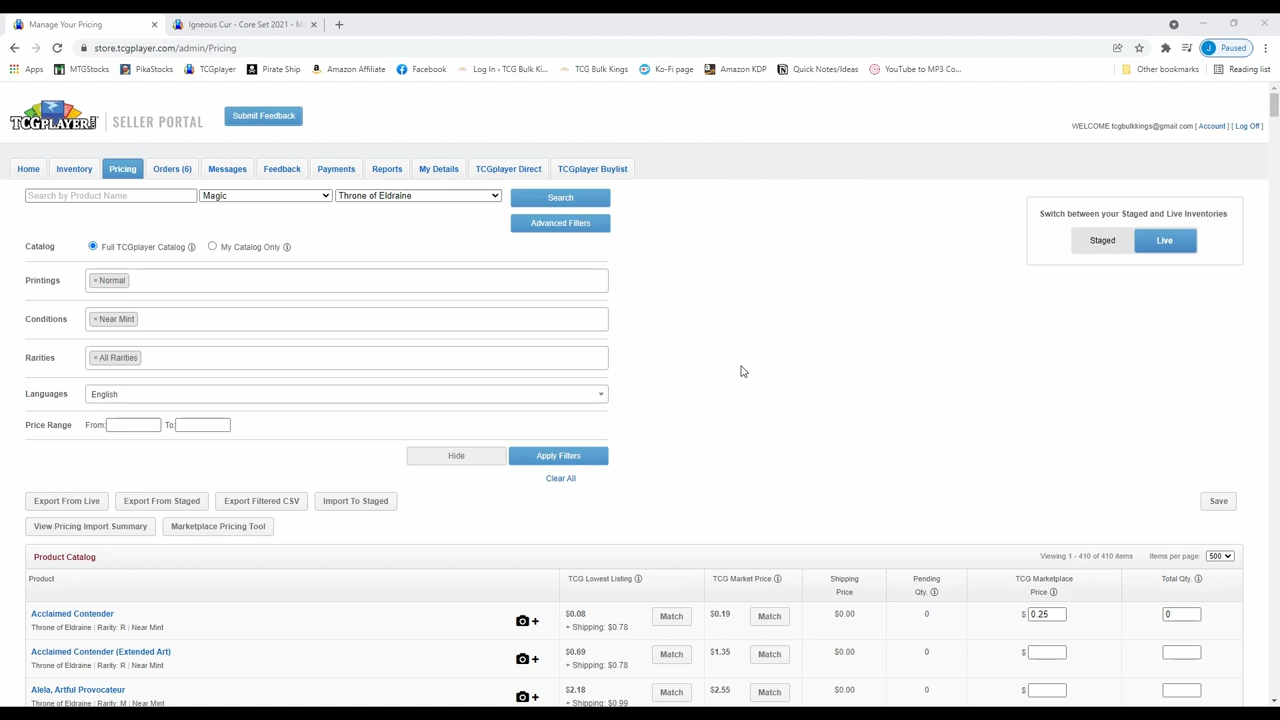 Manage Your Pricing
Igneous Cur - Core Set 2021 - M
store.tcgplayer.com/admin/Pricing
J Paused
Apps MTGStocks PikaStocks TCGplayer Pirate Ship Amazon Affiliate Facebook Log In ‹ TCG Bulk Ki... TCG Bulk Kings Ko-Fi page Amazon KDP Quick Notes/Ideas YouTube to MP3 Co... Other bookmarks Reading list
TCGPLAYER SELLER PORTAL
Submit Feedback
WELCOME tcgbulkkings@gmail.com [ Account ] [ Log Off ]
Home Inventory Pricing Orders (6) Messages Feedback Payments Reports My Details TCGplayer Direct TCGplayer Buylist
Search by Product Name Magic Throne of Eldraine Search
Advanced Filters
Switch between your Staged and Live Inventories
Staged Live
Catalog Full TCGplayer Catalog My Catalog Only
Printings × Normal
Conditions × Near Mint
Rarities × All Rarities
Languages English
Price Range From: To:
Hide Apply Filters
Clear All
Export From Live Export From Staged Export Filtered CSV Import To Staged Save
View Pricing Import Summary Marketplace Pricing Tool
Product Catalog Viewing 1 - 410 of 410 items Items per page: 500
Product TCG Lowest Listing TCG Market Price Shipping Price Pending Qty. TCG Marketplace Price Total Qty.
Acclaimed Contender $0.08 Match $0.19 Match $0.00 0 $ 0.25 0
Throne of Eldraine | Rarity: R | Near Mint + Shipping: $0.78
Acclaimed Contender (Extended Art) $0.69 Match $1.35 Match $0.00 0 $
Throne of Eldraine | Rarity: R | Near Mint + Shipping: $0.78
Alela, Artful Provocateur $2.18 Match $2.55 Match $0.00 0 $
Throne of Eldraine | Rarity: M | Near Mint + Shipping: $0.99